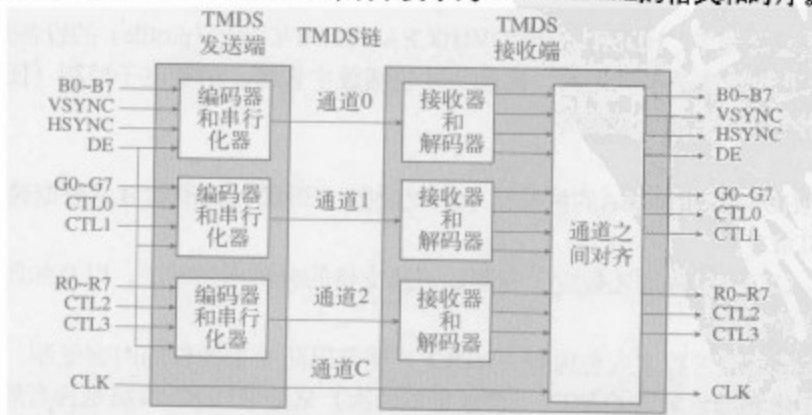 TMDS
发送端
TMDS链
TMDS
接收端
B0~B7
VSYNC
HSYNC
DE
编码器
和串行
化器
通道0
接收器
和
解码器
B0~B7
VSYNC
HSYNC
DE
G0~G7
CTL0
CTL1
编码器
和串行
化器
通道1
接收器
和
解码器
通道之
间对齐
G0~G7
CTL0
CTL1
R0~R7
CTL2
CTL3
编码器
和串行
化器
通道2
接收器
和
解码器
R0~R7
CTL2
CTL3
CLK
通道C
CLK